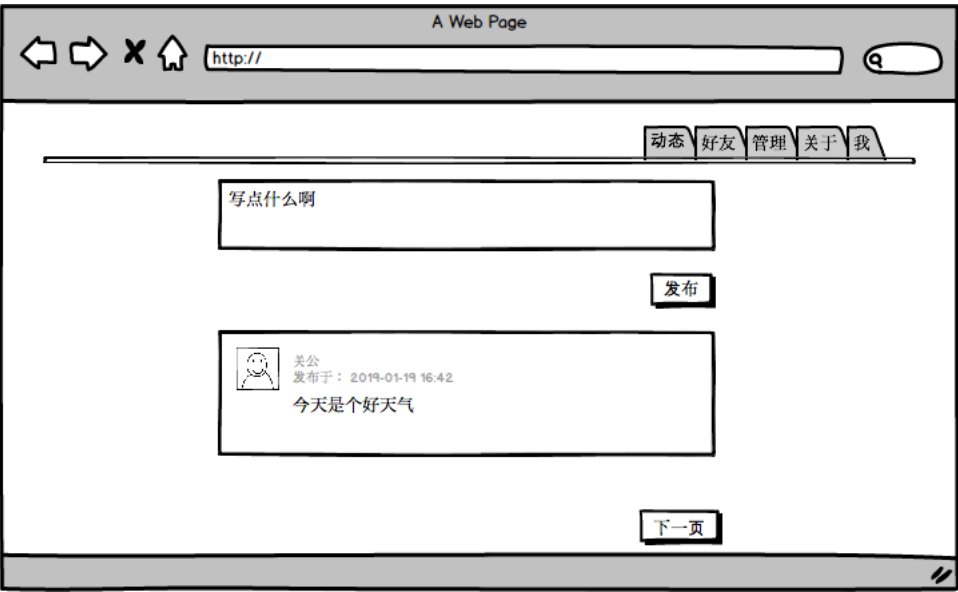 A Web Page
http://
动态 好友 管理 关于 我
写点什么啊
发布
关公
发布于： 2019-01-19 16:42
今天是个好天气
下一页